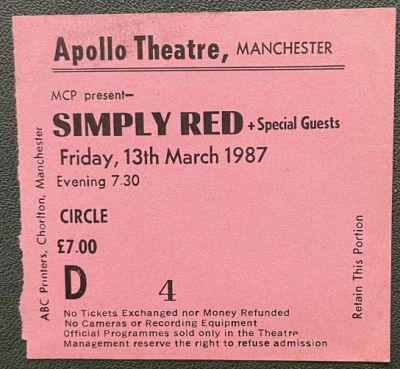 Apollo Theatre, MANCHESTER
MCP present–
SIMPLY RED + Special Guests
Friday, 13th March 1987
Evening 7.30
CIRCLE
£7.00
D 4
No Tickets Exchanged nor Money Refunded
No Cameras or Recording Equipment
Official Programmes sold only in the Theatre
Management reserve the right to refuse admission
ABC Printers, Chorlton, Manchester
Retain This Portion